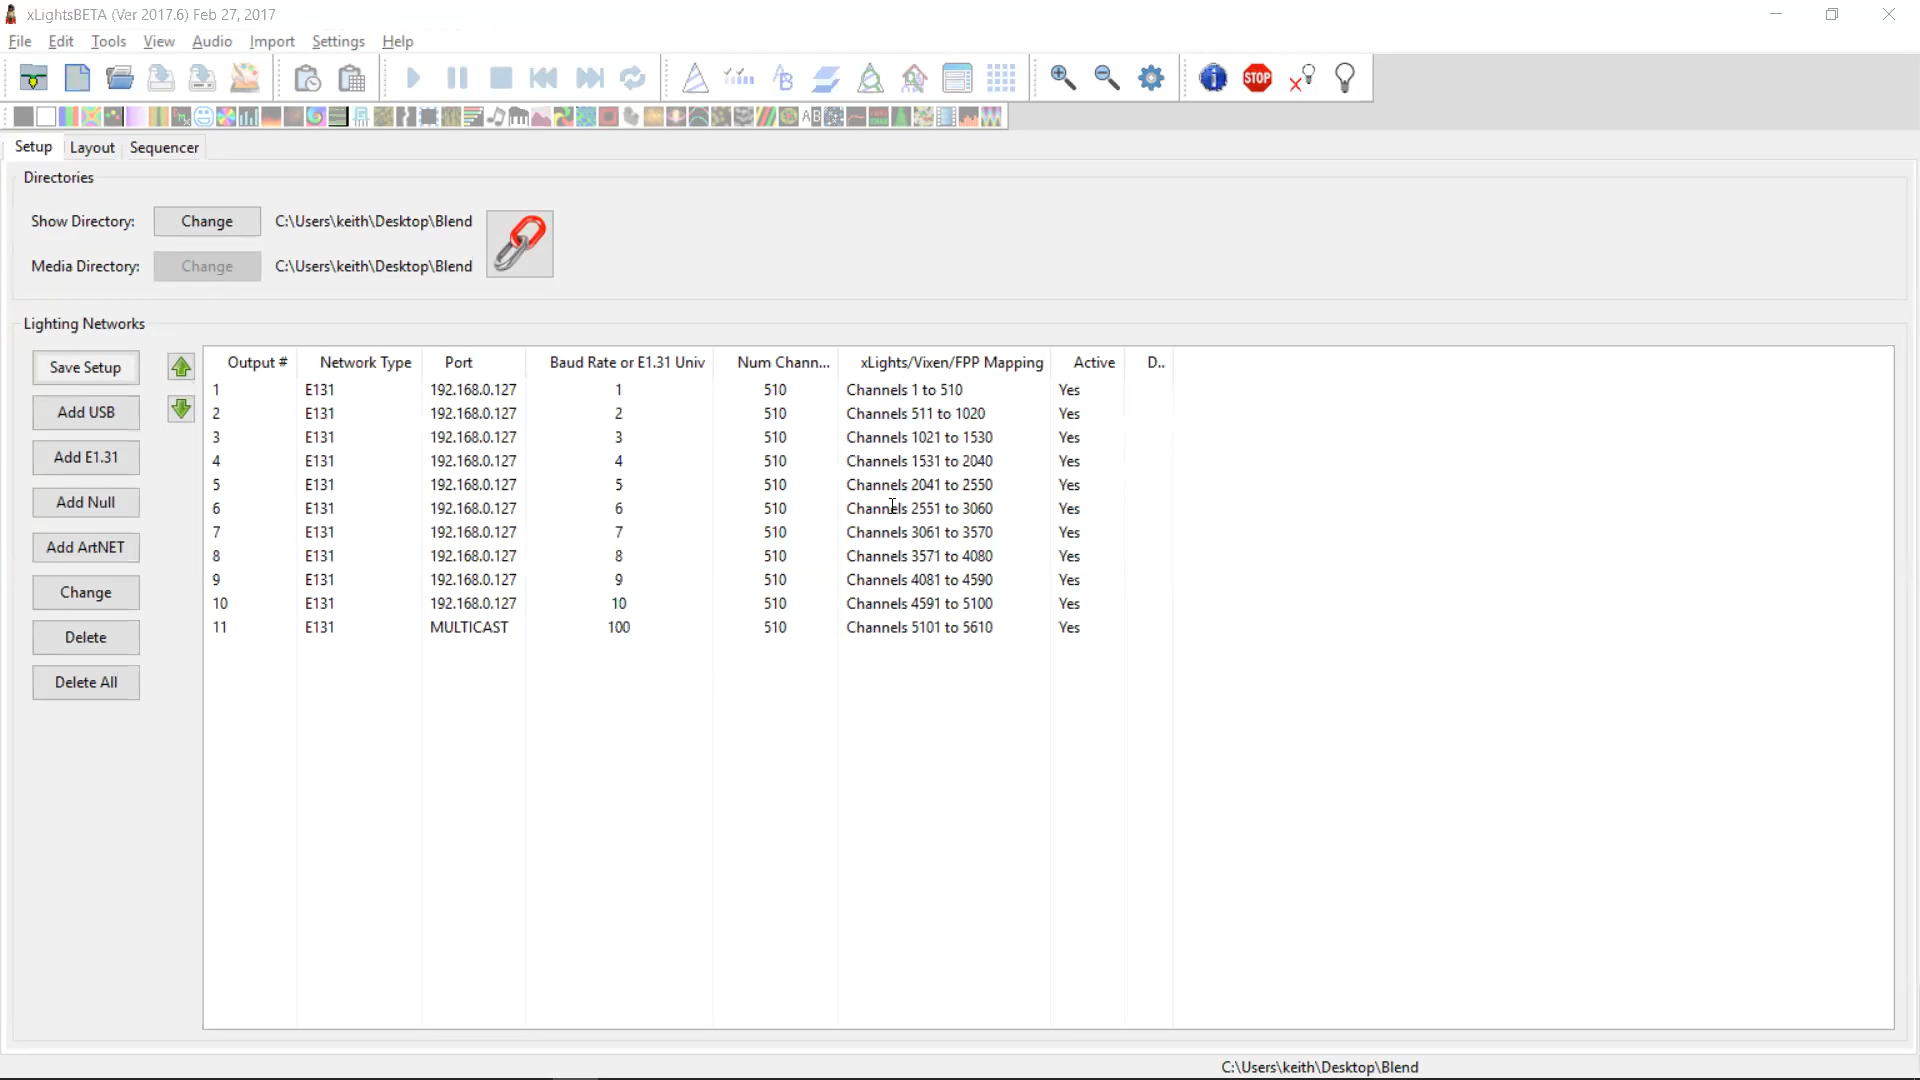 xLightsBETA (Ver 2017.6) Feb 27, 2017
File Edit Tools View Audio Import Settings Help
STOP
Setup Layout Sequencer
Directories
Show Directory: Change C:\Users\keith\Desktop\Blend
Media Directory: Change C:\Users\keith\Desktop\Blend
Lighting Networks
Save Setup
Add USB
Add E1.31
Add Null
Add ArtNET
Change
Delete
Delete All
Output # Network Type Port Baud Rate or E1.31 Univ Num Chann... xLights/Vixen/FPP Mapping Active D..
1 E131 192.168.0.127 1 510 Channels 1 to 510 Yes
2 E131 192.168.0.127 2 510 Channels 511 to 1020 Yes
3 E131 192.168.0.127 3 510 Channels 1021 to 1530 Yes
4 E131 192.168.0.127 4 510 Channels 1531 to 2040 Yes
5 E131 192.168.0.127 5 510 Channels 2041 to 2550 Yes
6 E131 192.168.0.127 6 510 Channels 2551 to 3060 Yes
7 E131 192.168.0.127 7 510 Channels 3061 to 3570 Yes
8 E131 192.168.0.127 8 510 Channels 3571 to 4080 Yes
9 E131 192.168.0.127 9 510 Channels 4081 to 4590 Yes
10 E131 192.168.0.127 10 510 Channels 4591 to 5100 Yes
11 E131 MULTICAST 100 510 Channels 5101 to 5610 Yes
C:\Users\keith\Desktop\Blend